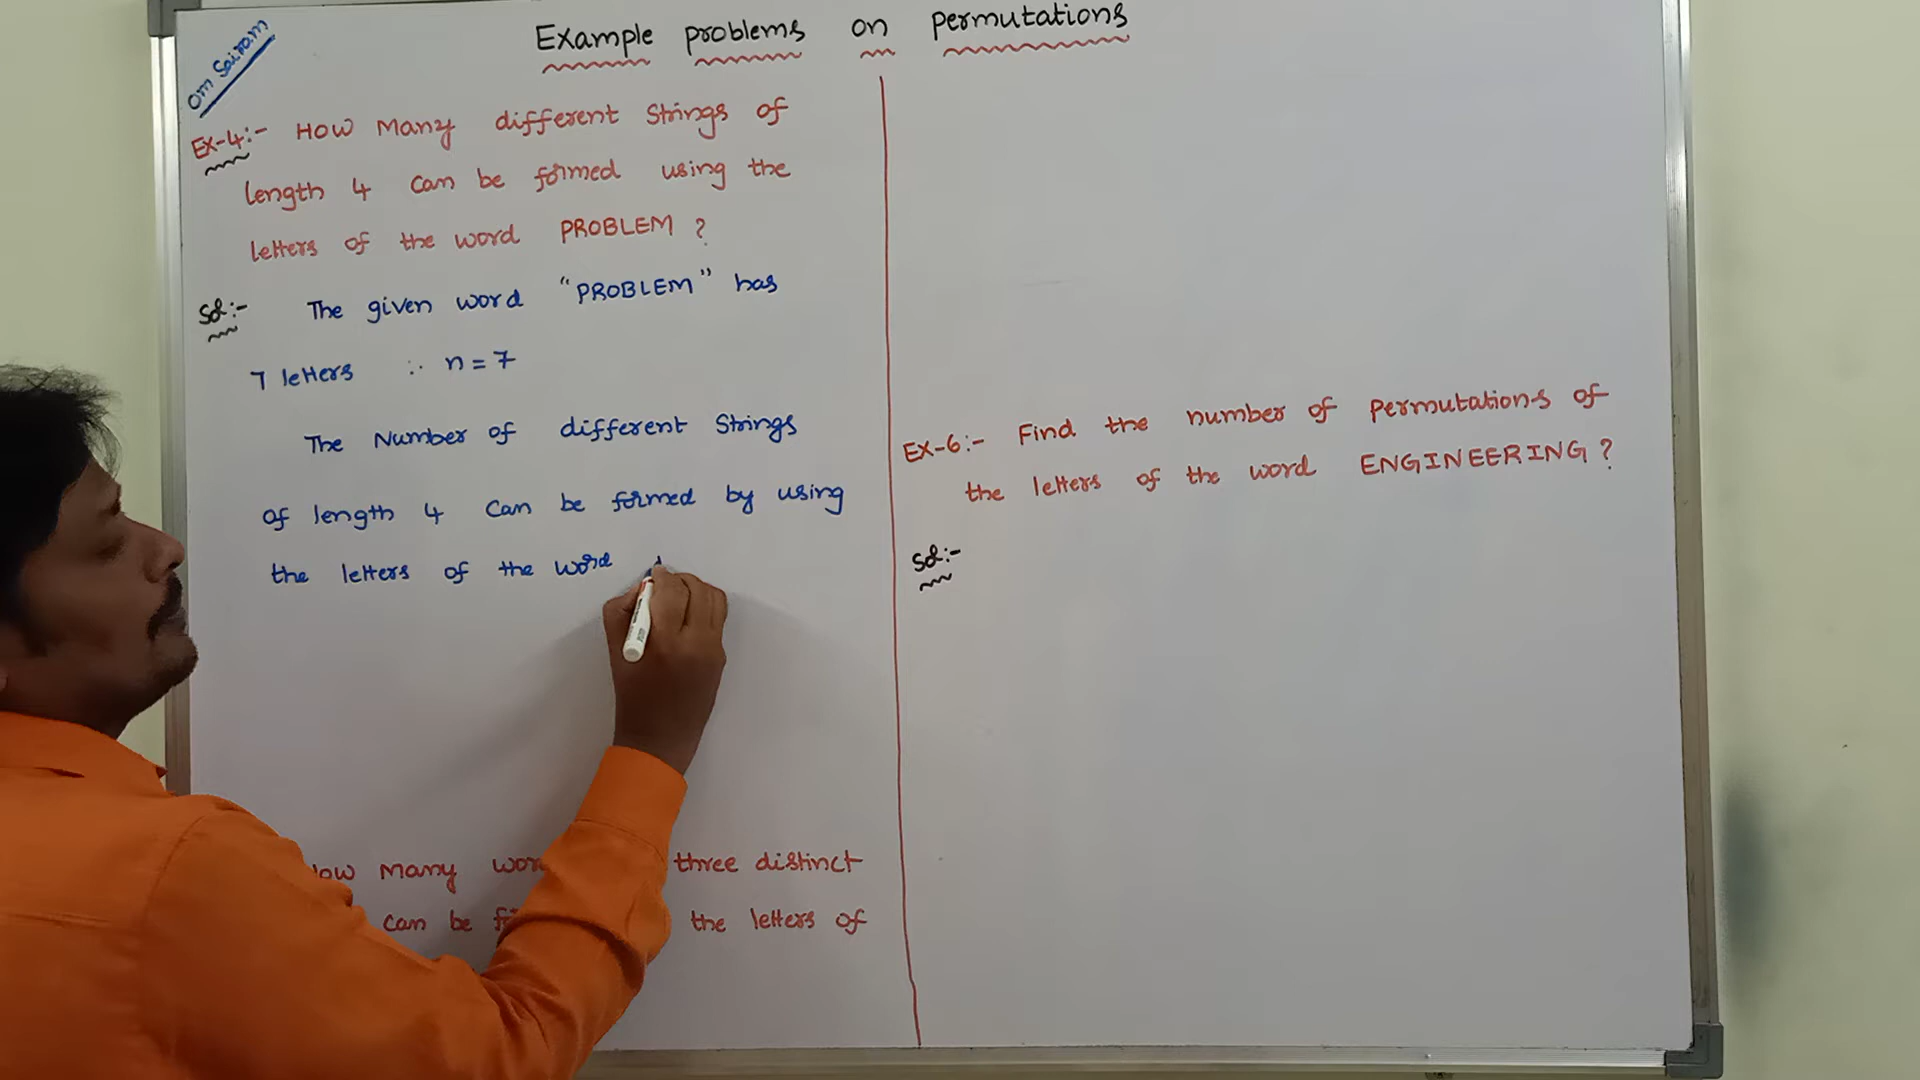 Om Sairam
Example problems on permutations
Ex-4:- How Many different Strings of
length 4 can be formed using the
letters of the word PROBLEM ?
Sol:- The given word "PROBLEM" has
7 letters ∴ n = 7
The Number of different Strings
of length 4 can be formed by using
the letters of the word
How many three distinct
can be the letters of
Ex-6:- Find the number of permutations of
the letters of the word ENGINEERING ?
Sol:-